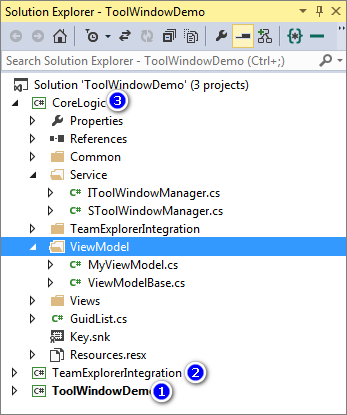 Solution Explorer - ToolWindowDemo
Search Solution Explorer - ToolWindowDemo (Ctrl+;)
Solution 'ToolWindowDemo' (3 projects)
C# CoreLogic 3
Properties
References
Common
Service
C# IToolWindowManager.cs
C# SToolWindowManager.cs
TeamExplorerIntegration
ViewModel
C# MyViewModel.cs
C# ViewModelBase.cs
Views
C# GuidList.cs
Key.snk
Resources.resx
C# TeamExplorerIntegration 2
C# ToolWindowDemo 1